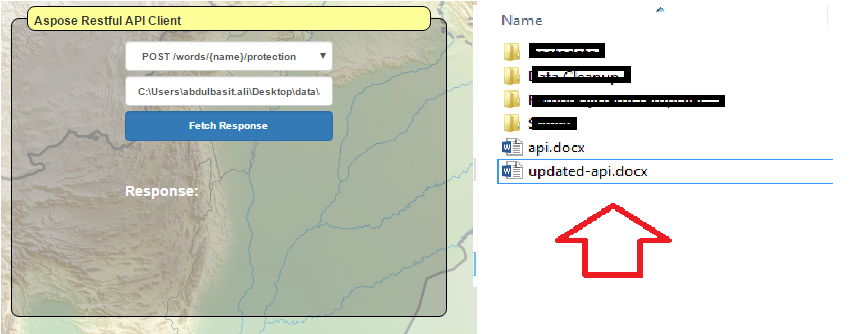 Aspose Restful API Client
POST /words/{name}/protection
C:\Users\abdulbasit.ali\Desktop\data\
Fetch Response
Response:
Name
api.docx
updated-api.docx